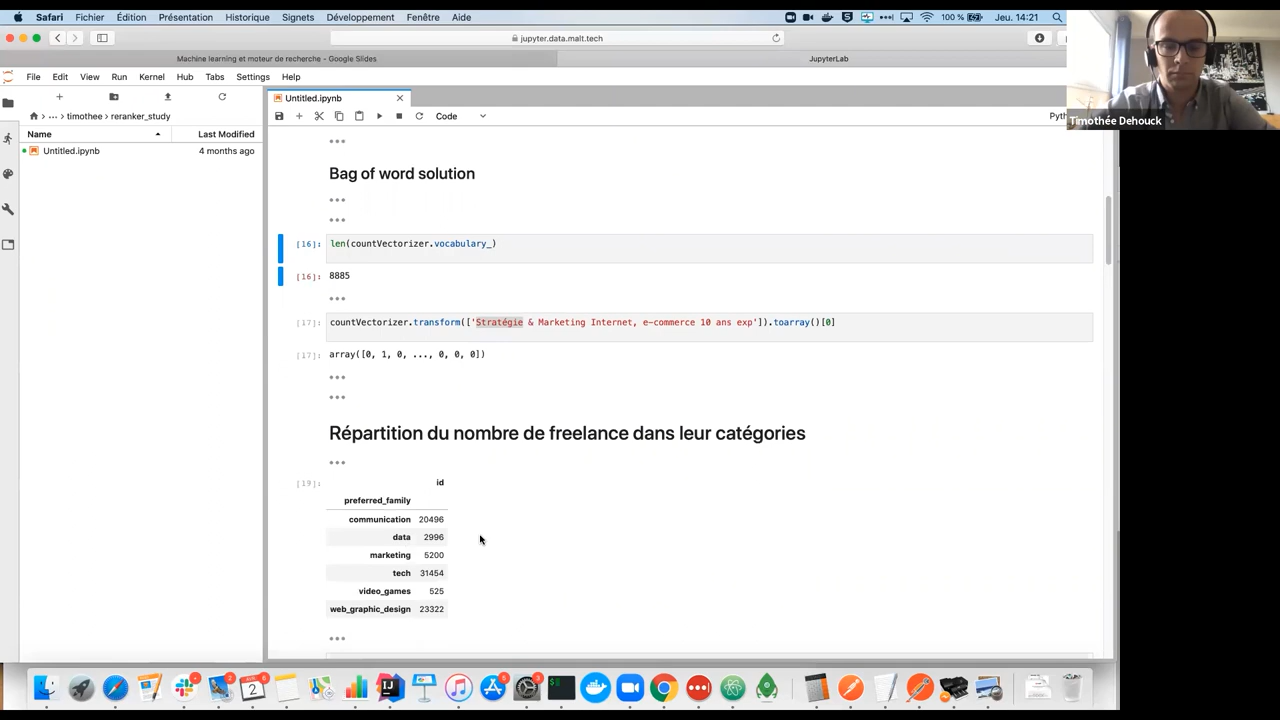 Safari Fichier Édition Présentation Historique Signets Développement Fenêtre Aide 100 % Jeu. 14:21
jupyter.data.malt.tech
Machine learning et moteur de recherche - Google Slides JupyterLab
File Edit View Run Kernel Hub Tabs Settings Help
Untitled.ipynb
… > timothee > reranker_study
Code
Timothée Dehouck
Name Last Modified
Untitled.ipynb 4 months ago
Bag of word solution
[16]: len(countVectorizer.vocabulary_)
[16]: 8885
[17]: countVectorizer.transform(['Stratégie & Marketing Internet, e-commerce 10 ans exp']).toarray()[0]
[17]: array([0, 1, 0, ..., 0, 0, 0])
Répartition du nombre de freelance dans leur catégories
[19]: id
preferred_family
communication 20496
data 2996
marketing 5200
tech 31454
video_games 525
web_graphic_design 23322